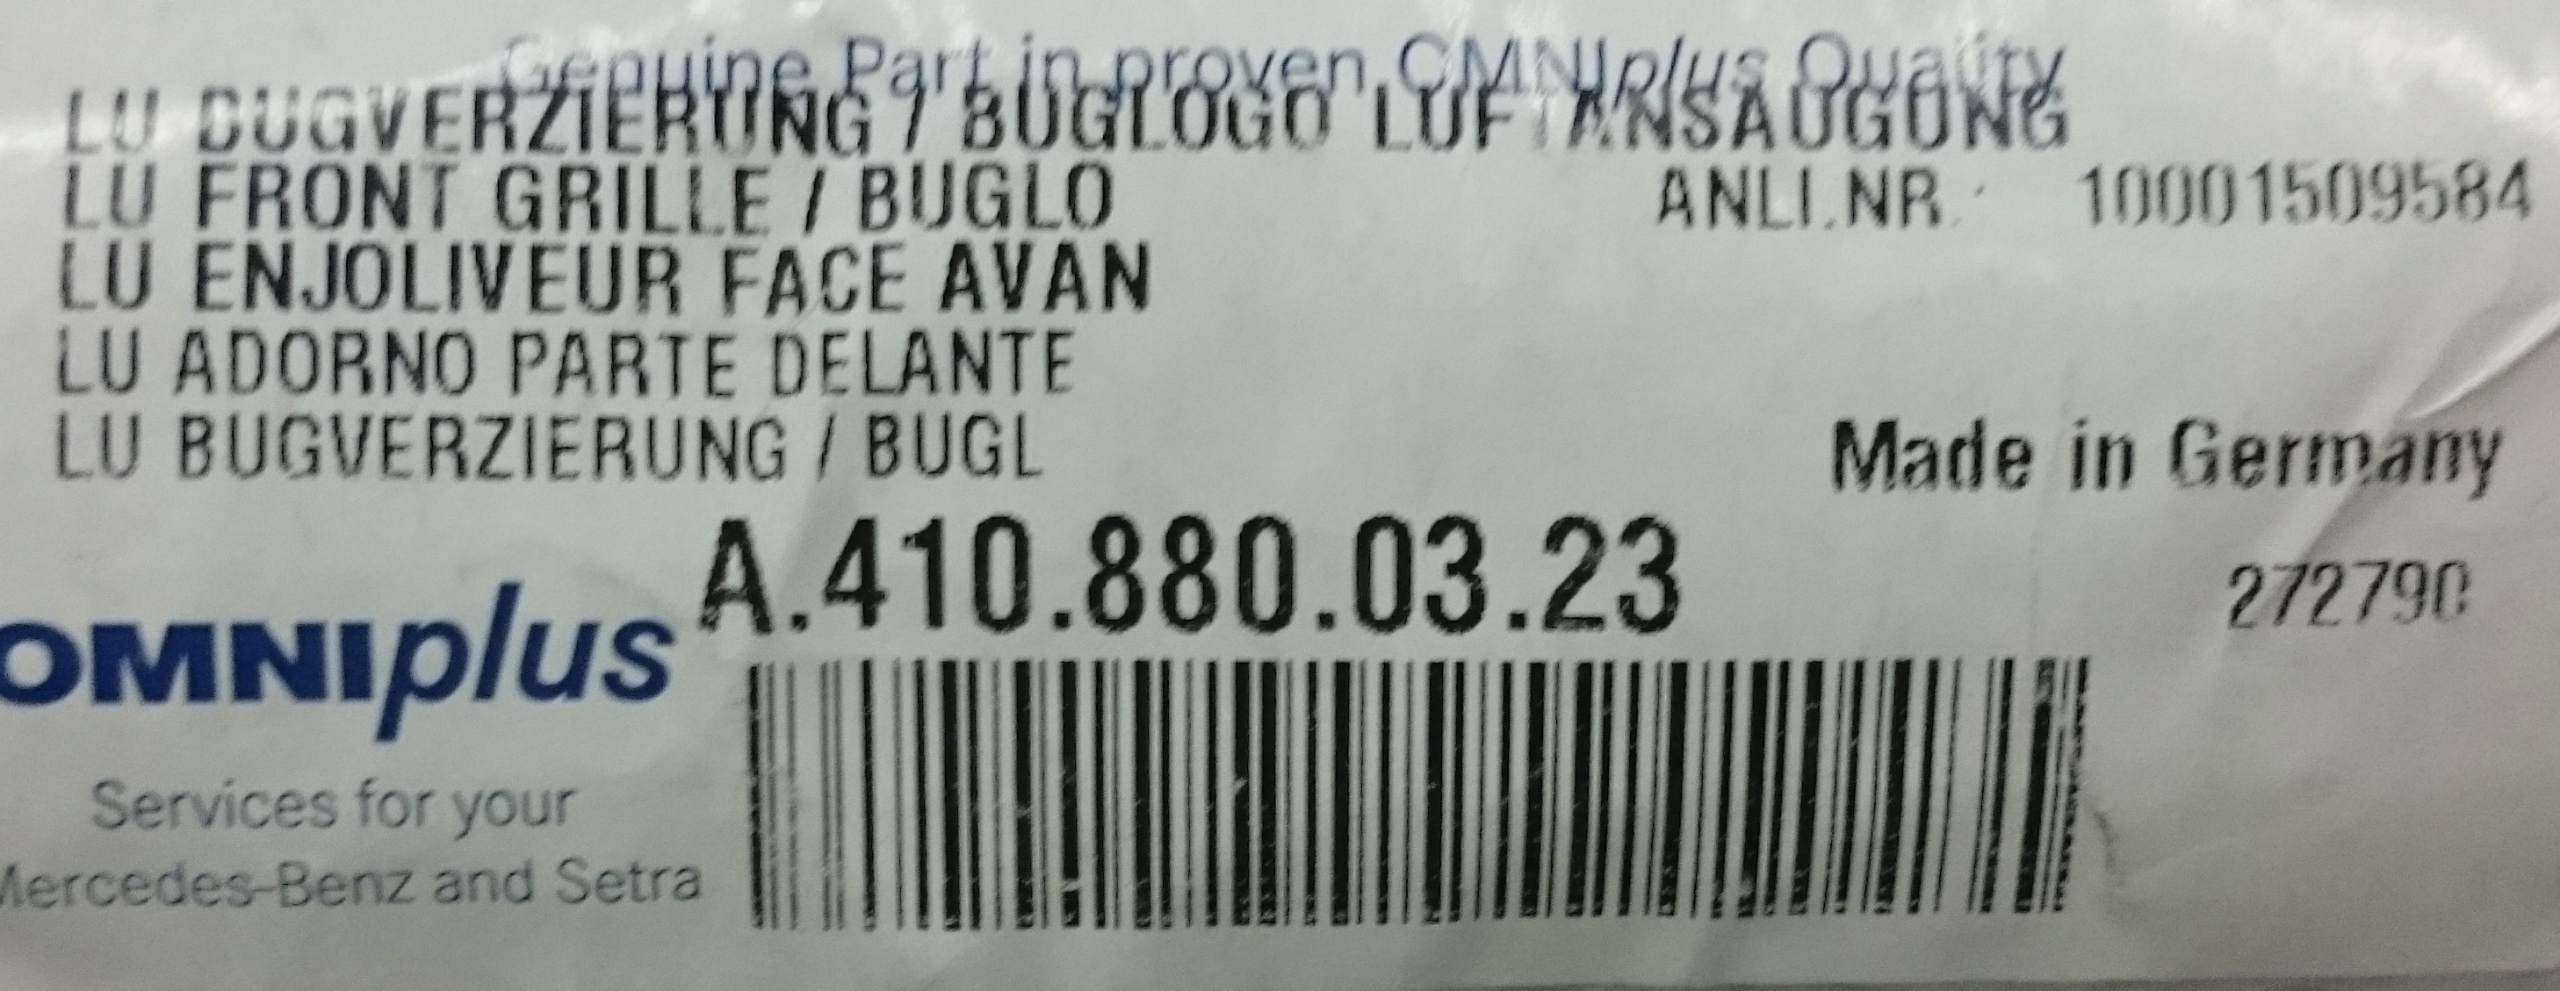 Genuine Part in proven OMNIplus Quality
LU BUGVERZIERUNG / BUGLOGO LUFTANSAUGUNG
LU FRONT GRILLE / BUGLO
ANLI.NR.: 10001509584
LU ENJOLIVEUR FACE AVAN
LU ADORNO PARTE DELANTE
LU BUGVERZIERUNG / BUGL
Made in Germany
A.410.880.03.23
272790
OMNIplus
Services for your
Mercedes-Benz and Setra